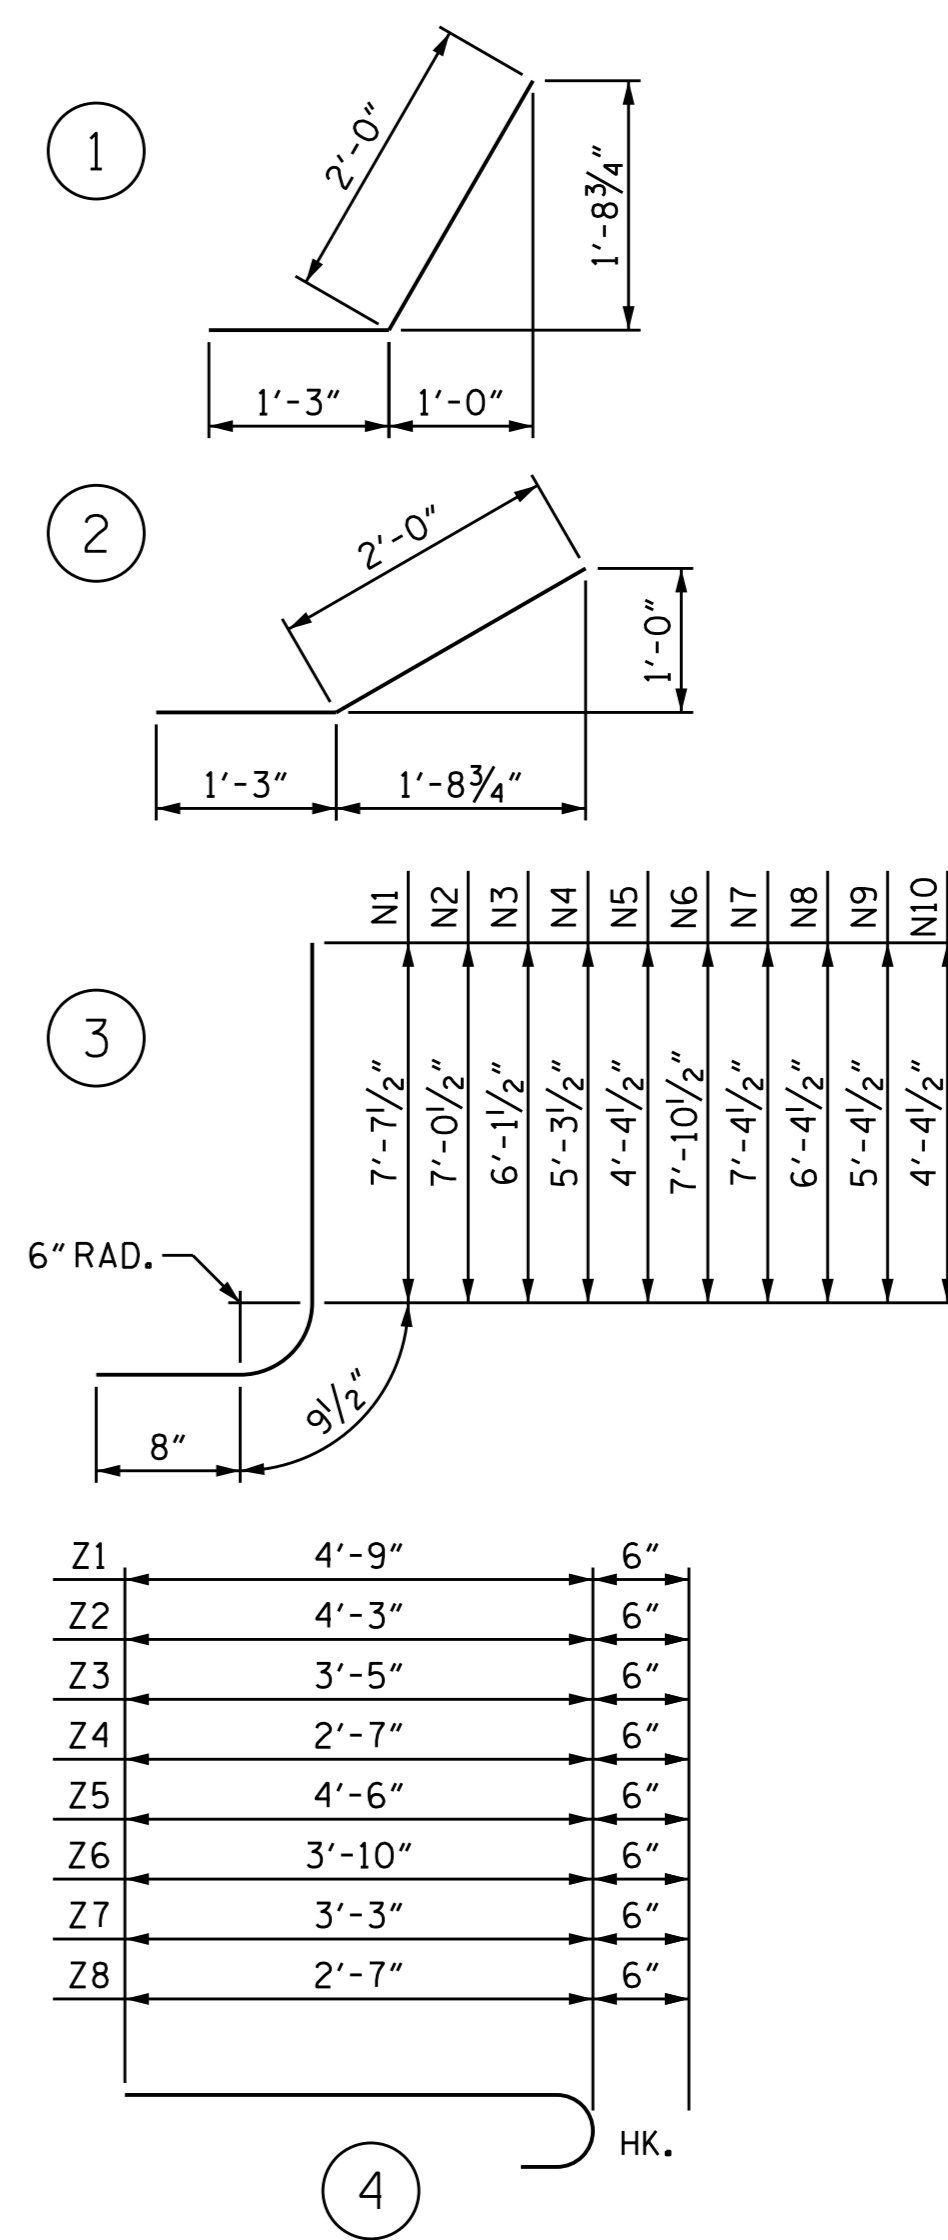 1
2'-0"
1'-8¾"
1'-3" 1'-0"
2
2'-0"
1'-0"
1'-3" 1'-8¾"
3
N1 N2 N3 N4 N5 N6 N7 N8 N9 N10
7'-7½" 7'-0½" 6'-1½" 5'-3½" 4'-4½" 7'-10½" 7'-4½" 6'-4½" 5'-4½" 4'-4½"
6" RAD.
9½"
8"
Z1 4'-9" 6"
Z2 4'-3" 6"
Z3 3'-5" 6"
Z4 2'-7" 6"
Z5 4'-6" 6"
Z6 3'-10" 6"
Z7 3'-3" 6"
Z8 2'-7" 6"
HK.
4